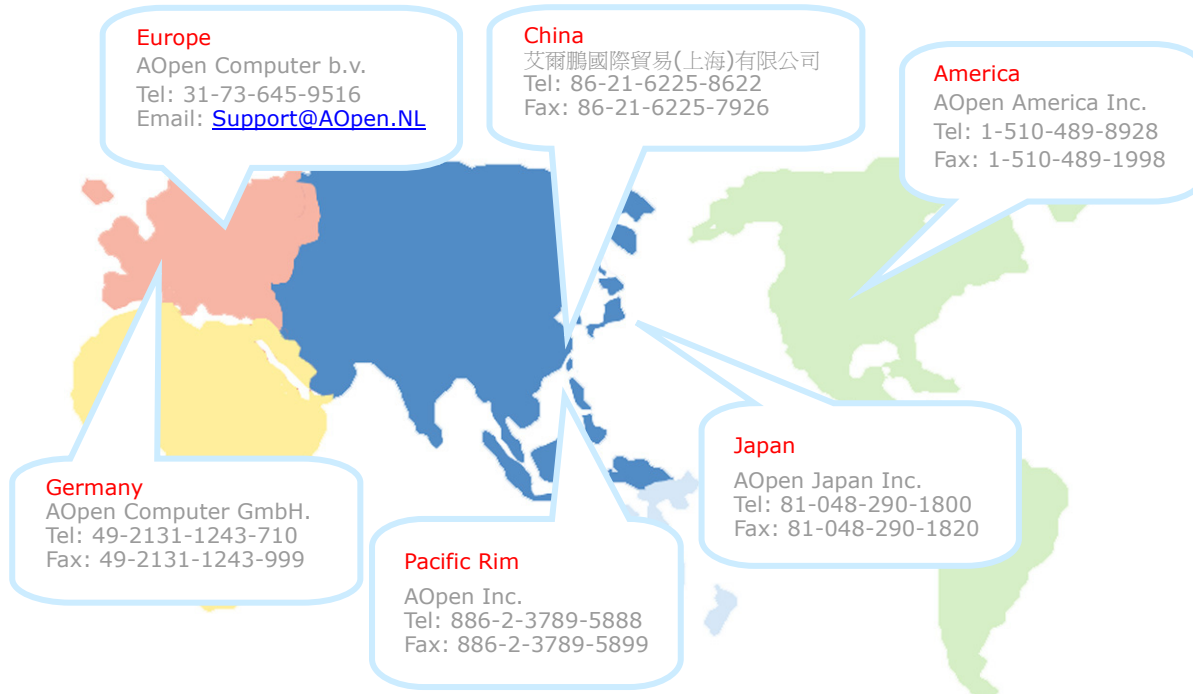 Europe
AOpen Computer b.v.
Tel: 31-73-645-9516
Email: Support@AOpen.NL
China
艾爾鵬國際貿易(上海)有限公司
Tel: 86-21-6225-8622
Fax: 86-21-6225-7926
America
AOpen America Inc.
Tel: 1-510-489-8928
Fax: 1-510-489-1998
Germany
AOpen Computer GmbH.
Tel: 49-2131-1243-710
Fax: 49-2131-1243-999
Pacific Rim
AOpen Inc.
Tel: 886-2-3789-5888
Fax: 886-2-3789-5899
Japan
AOpen Japan Inc.
Tel: 81-048-290-1800
Fax: 81-048-290-1820